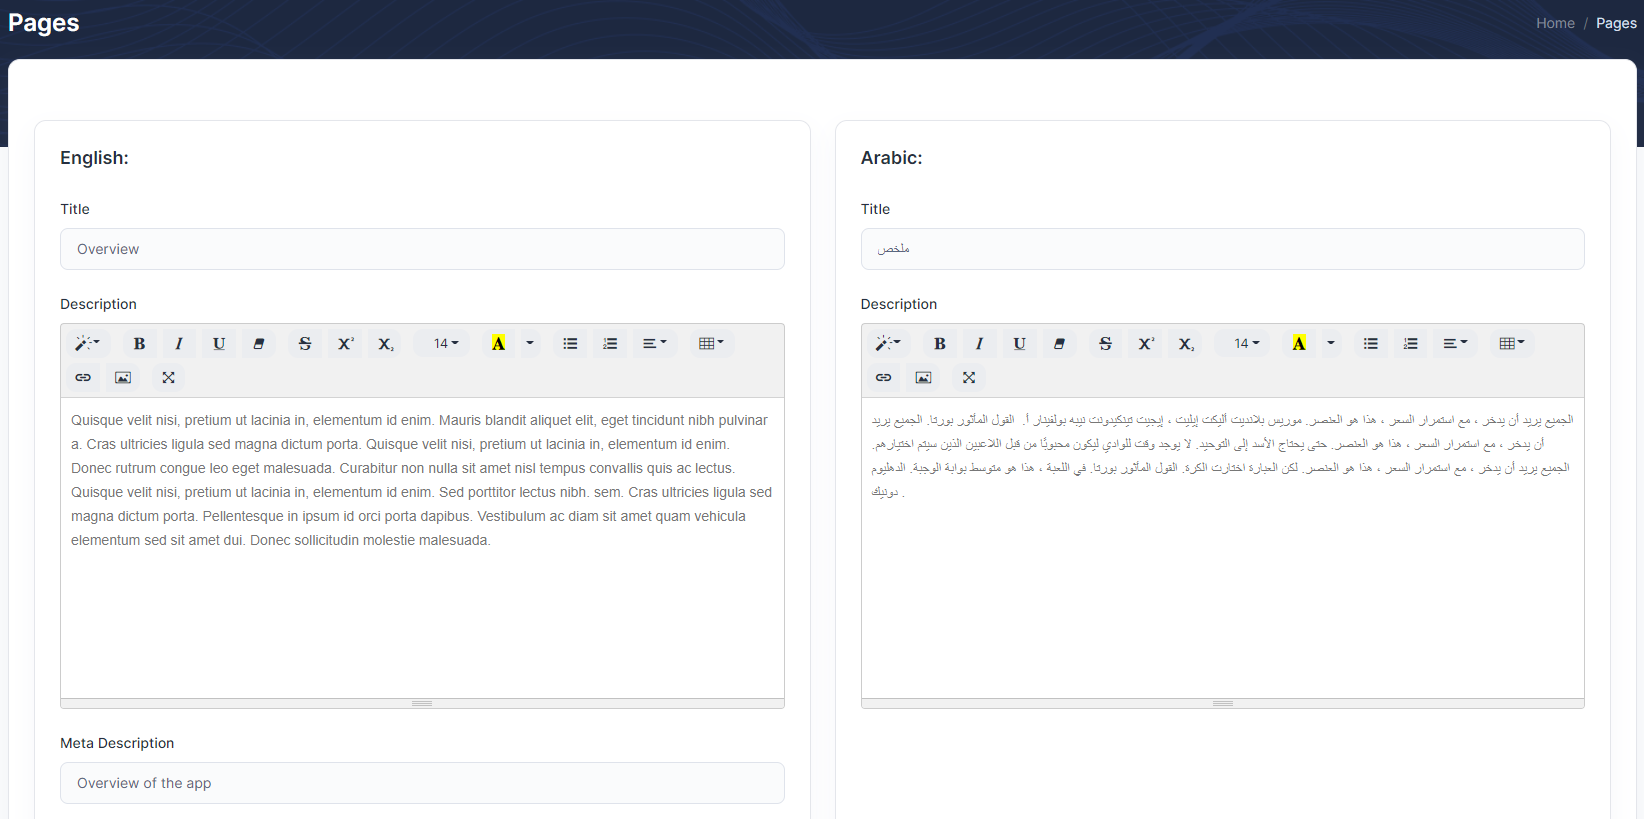 Pages
Home / Pages
English:
Title
Overview
Description
B I U S X² X₂ 14 A
Quisque velit nisi, pretium ut lacinia in, elementum id enim. Mauris blandit aliquet elit, eget tincidunt nibh pulvinar
a. Cras ultricies ligula sed magna dictum porta. Quisque velit nisi, pretium ut lacinia in, elementum id enim.
Donec rutrum congue leo eget malesuada. Curabitur non nulla sit amet nisl tempus convallis quis ac lectus.
Quisque velit nisi, pretium ut lacinia in, elementum id enim. Sed porttitor lectus nibh. sem. Cras ultricies ligula sed
magna dictum porta. Pellentesque in ipsum id orci porta dapibus. Vestibulum ac diam sit amet quam vehicula
elementum sed sit amet dui. Donec sollicitudin molestie malesuada.
Meta Description
Overview of the app
Arabic:
Title
ملخص
Description
B I U S X² X₂ 14 A
الجميع يريد أن يدخر ، مع استمرار السعر ، هذا هو العنصر. موريس بلانديت أليكت إيليت ، إيجيت تينكيدونت نيبه بولفينار أ. القول المأثور بورتا. الجميع يريد
أن يدخر ، مع استمرار السعر ، هذا هو العنصر. حتى يحتاج الأسد إلى التوحيد. لا يوجد وقت للوادي ليكون محبوبًا من قبل اللاعبين الذين سيتم اختيارهم.
الجميع يريد أن يدخر ، مع استمرار السعر ، هذا هو العنصر. لكن العبارة اختارت الكرة. القول المأثور بورتا. في اللعبة ، هذا هو متوسط بوابة الوجبة. الدهليوم
دونيك .